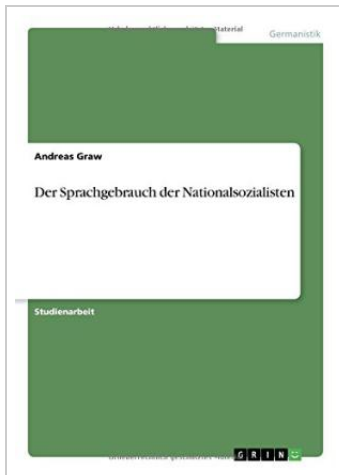 Germanistik
Andreas Graw
Der Sprachgebrauch der Nationalsozialisten
Studienarbeit
GRIN